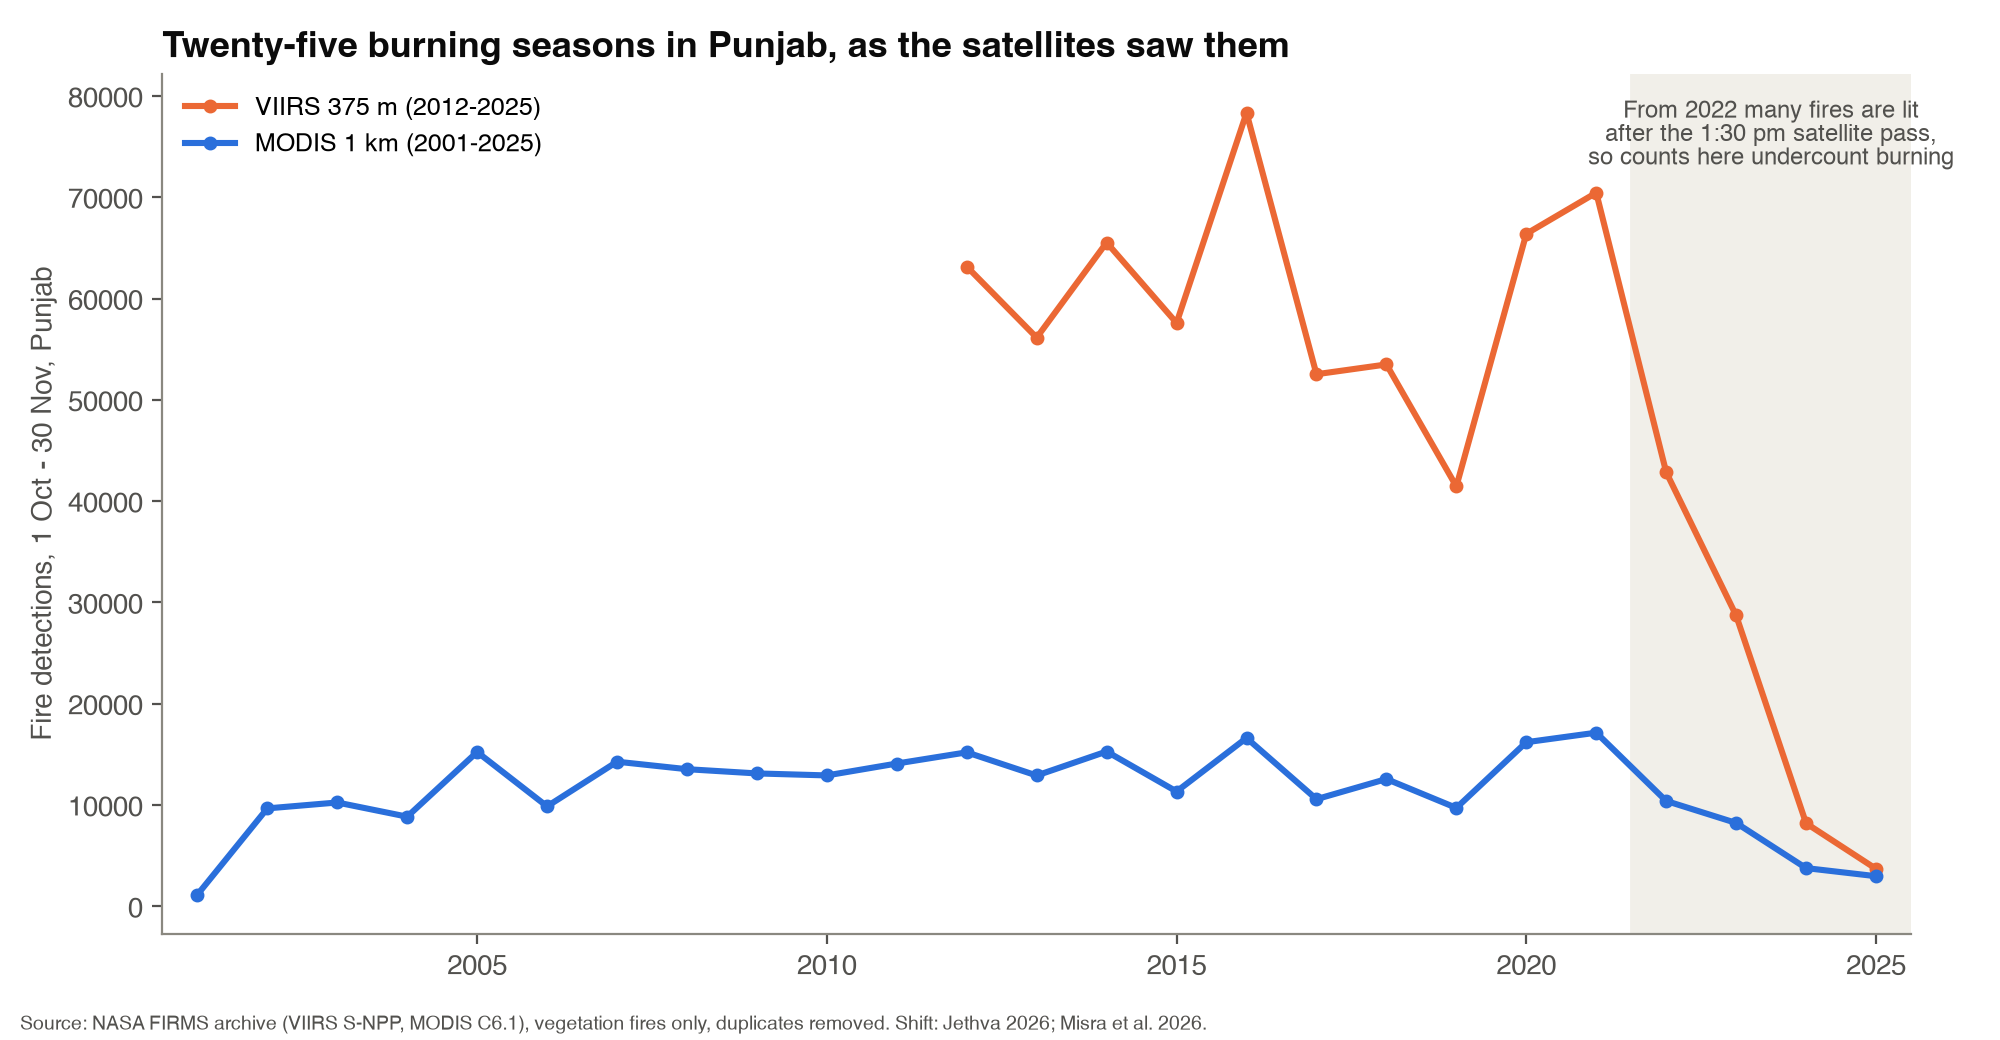 Twenty-five burning seasons in Punjab, as the satellites saw them
VIIRS 375 m (2012-2025)
MODIS 1 km (2001-2025)
From 2022 many fires are lit
after the 1:30 pm satellite pass,
so counts here undercount burning
Fire detections, 1 Oct - 30 Nov, Punjab
80000
70000
60000
50000
40000
30000
20000
10000
0
2005
2010
2015
2020
2025
Source: NASA FIRMS archive (VIIRS S-NPP, MODIS C6.1), vegetation fires only, duplicates removed. Shift: Jethva 2026; Misra et al. 2026.